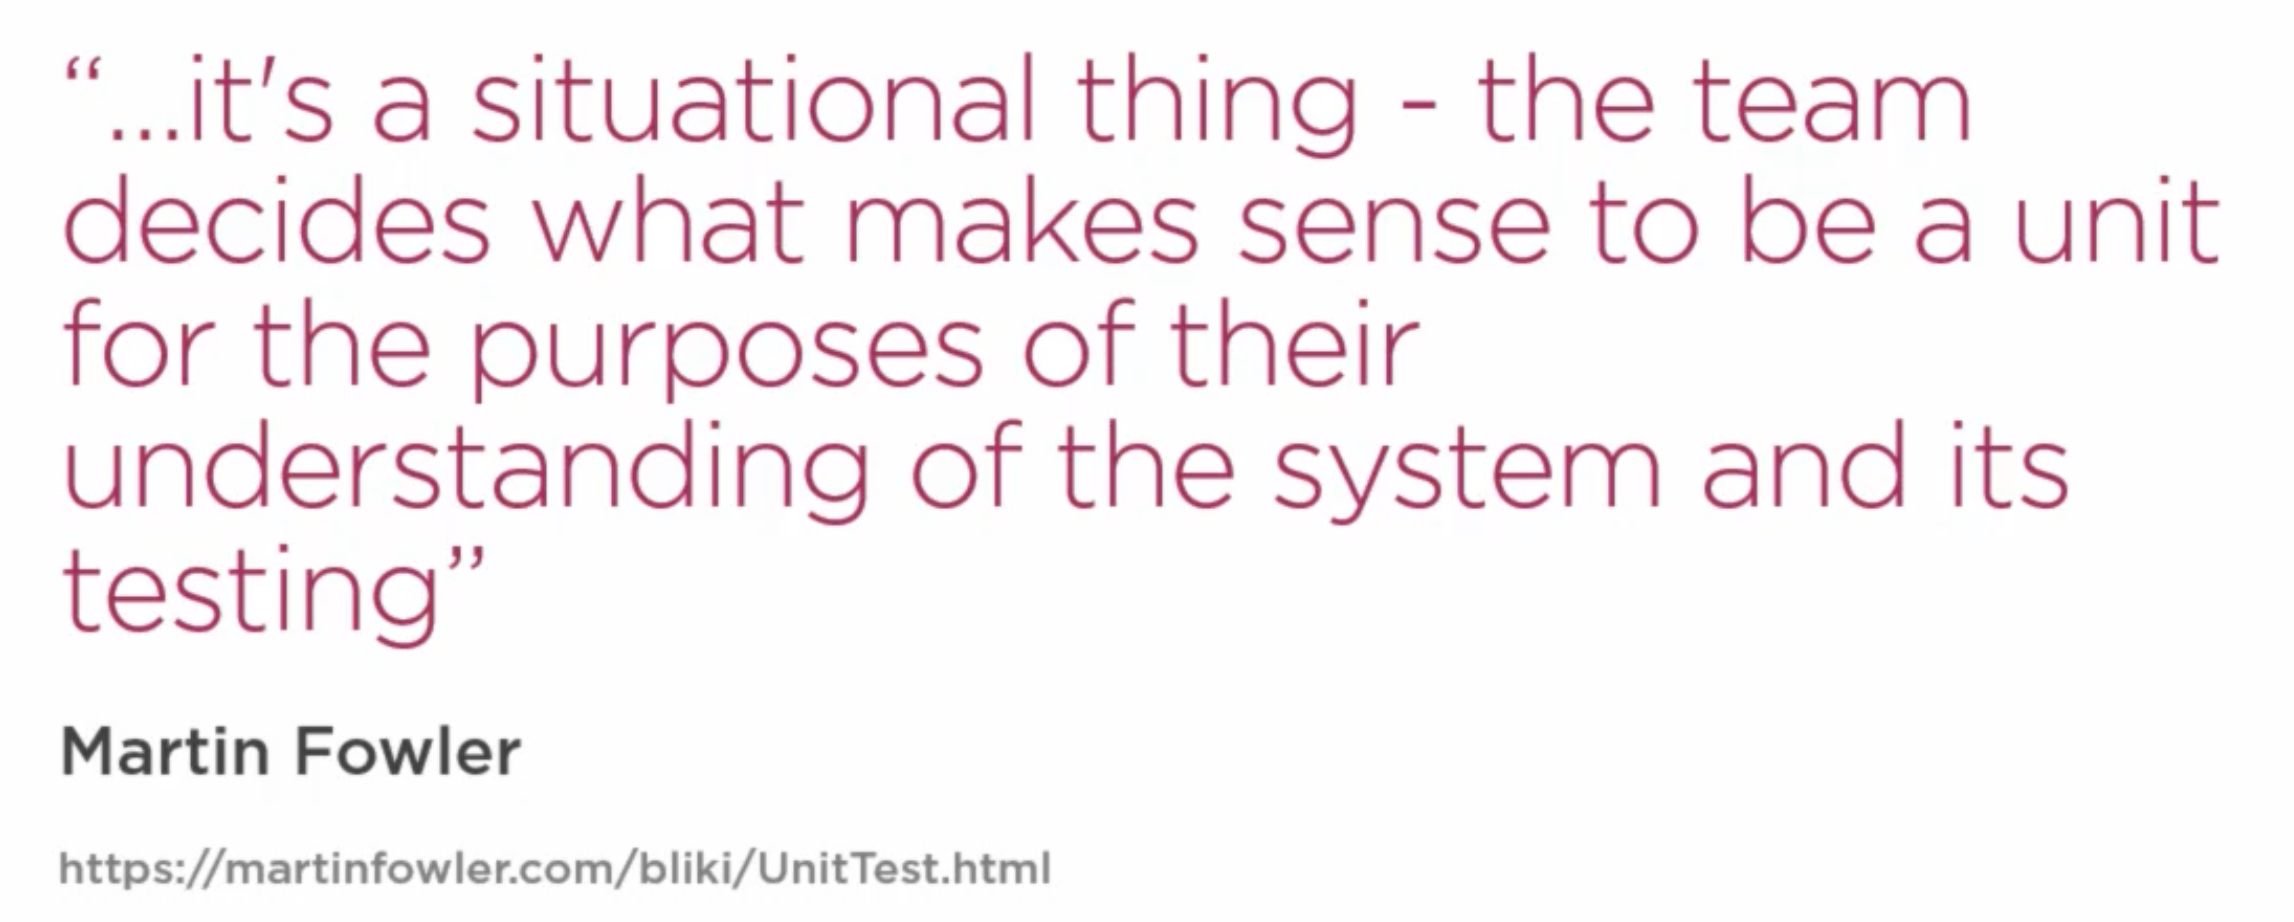 “...it's a situational thing - the team
decides what makes sense to be a unit
for the purposes of their
understanding of the system and its
testing”
Martin Fowler
https://martinfowler.com/bliki/UnitTest.html